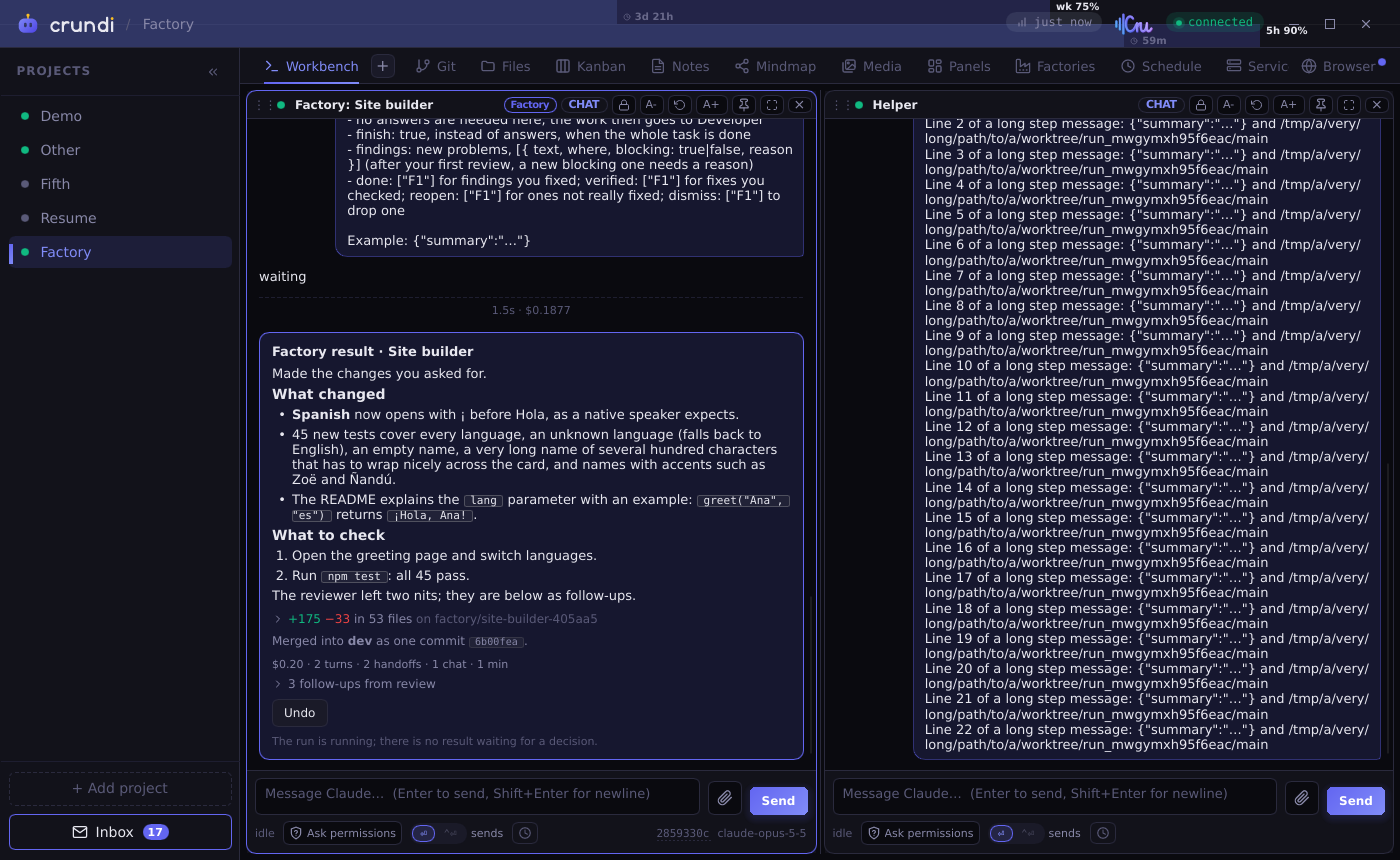 crundi / Factory
3d 21h
wk 75%
just now
Cru
connected
5h 90%
59m
PROJECTS «
Demo
Other
Fifth
Resume
Factory
+ Add project
Inbox 17
Workbench + Git Files Kanban Notes Mindmap Media Panels Factories Schedule Servic Browser
Factory: Site builder Factory CHAT A- A+
- no answers are needed here, the work then goes to Developer
- finish: true, instead of answers, when the whole task is done
- findings: new problems, [{ text, where, blocking: true|false, reason
}] (after your first review, a new blocking one needs a reason)
- done: ["F1"] for findings you fixed; verified: ["F1"] for fixes you
checked; reopen: ["F1"] for ones not really fixed; dismiss: ["F1"] to
drop one
Example: {"summary":"…"}
waiting
1.5s · $0.1877
Factory result · Site builder
Made the changes you asked for.
What changed
• Spanish now opens with ¡ before Hola, as a native speaker expects.
• 45 new tests cover every language, an unknown language (falls back to
English), an empty name, a very long name of several hundred characters
that has to wrap nicely across the card, and names with accents such as
Zoë and Ñandú.
• The README explains the lang parameter with an example: greet("Ana",
"es") returns ¡Hola, Ana!.
What to check
1. Open the greeting page and switch languages.
2. Run npm test: all 45 pass.
The reviewer left two nits; they are below as follow-ups.
+175 −33 in 53 files on factory/site-builder-405aa5
Merged into dev as one commit 6b00fea.
$0.20 · 2 turns · 2 handoffs · 1 chat · 1 min
3 follow-ups from review
Undo
The run is running; there is no result waiting for a decision.
Message Claude… (Enter to send, Shift+Enter for newline)
Send
idle Ask permissions sends 2859330c claude-opus-5-5
Helper CHAT A- A+
Line 2 of a long step message: {"summary":"…"} and /tmp/a/very/
long/path/to/a/worktree/run_mwgymxh95f6eac/main
Line 3 of a long step message: {"summary":"…"} and /tmp/a/very/
long/path/to/a/worktree/run_mwgymxh95f6eac/main
Line 4 of a long step message: {"summary":"…"} and /tmp/a/very/
long/path/to/a/worktree/run_mwgymxh95f6eac/main
Line 5 of a long step message: {"summary":"…"} and /tmp/a/very/
long/path/to/a/worktree/run_mwgymxh95f6eac/main
Line 6 of a long step message: {"summary":"…"} and /tmp/a/very/
long/path/to/a/worktree/run_mwgymxh95f6eac/main
Line 7 of a long step message: {"summary":"…"} and /tmp/a/very/
long/path/to/a/worktree/run_mwgymxh95f6eac/main
Line 8 of a long step message: {"summary":"…"} and /tmp/a/very/
long/path/to/a/worktree/run_mwgymxh95f6eac/main
Line 9 of a long step message: {"summary":"…"} and /tmp/a/very/
long/path/to/a/worktree/run_mwgymxh95f6eac/main
Line 10 of a long step message: {"summary":"…"} and /tmp/a/very/
long/path/to/a/worktree/run_mwgymxh95f6eac/main
Line 11 of a long step message: {"summary":"…"} and /tmp/a/very/
long/path/to/a/worktree/run_mwgymxh95f6eac/main
Line 12 of a long step message: {"summary":"…"} and /tmp/a/very/
long/path/to/a/worktree/run_mwgymxh95f6eac/main
Line 13 of a long step message: {"summary":"…"} and /tmp/a/very/
long/path/to/a/worktree/run_mwgymxh95f6eac/main
Line 14 of a long step message: {"summary":"…"} and /tmp/a/very/
long/path/to/a/worktree/run_mwgymxh95f6eac/main
Line 15 of a long step message: {"summary":"…"} and /tmp/a/very/
long/path/to/a/worktree/run_mwgymxh95f6eac/main
Line 16 of a long step message: {"summary":"…"} and /tmp/a/very/
long/path/to/a/worktree/run_mwgymxh95f6eac/main
Line 17 of a long step message: {"summary":"…"} and /tmp/a/very/
long/path/to/a/worktree/run_mwgymxh95f6eac/main
Line 18 of a long step message: {"summary":"…"} and /tmp/a/very/
long/path/to/a/worktree/run_mwgymxh95f6eac/main
Line 19 of a long step message: {"summary":"…"} and /tmp/a/very/
long/path/to/a/worktree/run_mwgymxh95f6eac/main
Line 20 of a long step message: {"summary":"…"} and /tmp/a/very/
long/path/to/a/worktree/run_mwgymxh95f6eac/main
Line 21 of a long step message: {"summary":"…"} and /tmp/a/very/
long/path/to/a/worktree/run_mwgymxh95f6eac/main
Line 22 of a long step message: {"summary":"…"} and /tmp/a/very/
long/path/to/a/worktree/run_mwgymxh95f6eac/main
Message Claude… (Enter to send, Shift+Enter for newline)
Send
idle Ask permissions sends